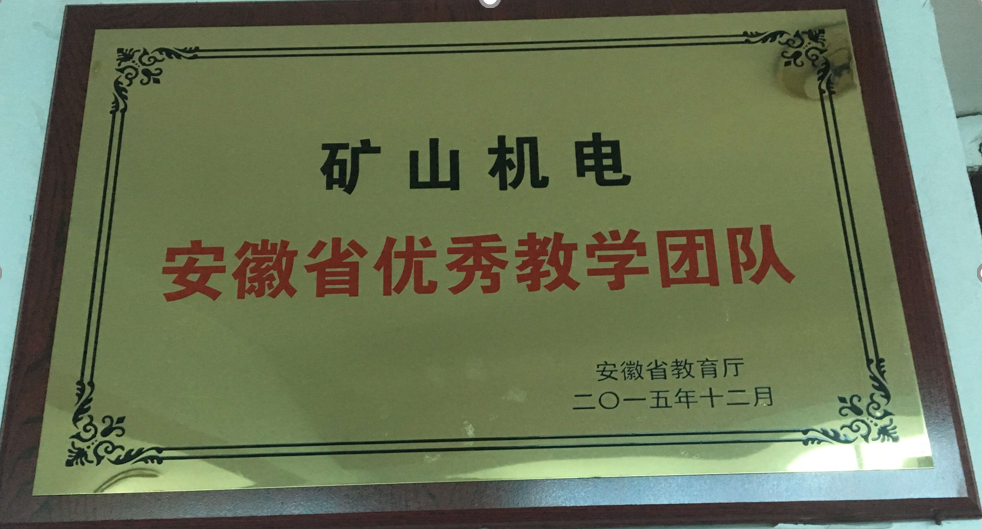 矿山机电
安徽省优秀教学团队
安徽省教育厅
二〇一五年十二月